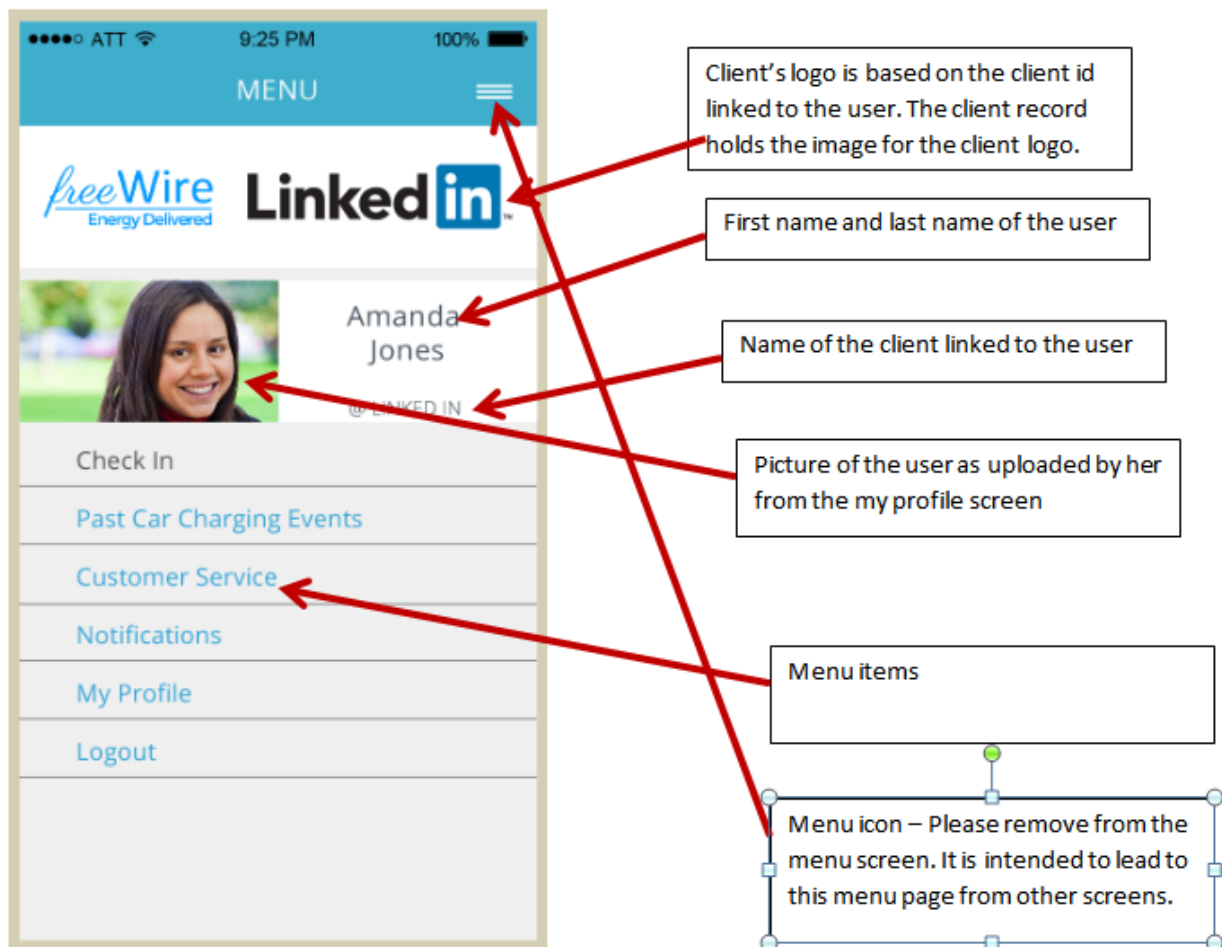 ATT 9:25 PM 100%
MENU
freeWire
Energy Delivered
Linked in ™
Amanda
Jones
@ LINKED IN
Check In
Past Car Charging Events
Customer Service
Notifications
My Profile
Logout
Client's logo is based on the client id
linked to the user. The client record
holds the image for the client logo.
First name and last name of the user
Name of the client linked to the user
Picture of the user as uploaded by her
from the my profile screen
Menu items
Menu icon – Please remove from the
menu screen. It is intended to lead to
this menu page from other screens.